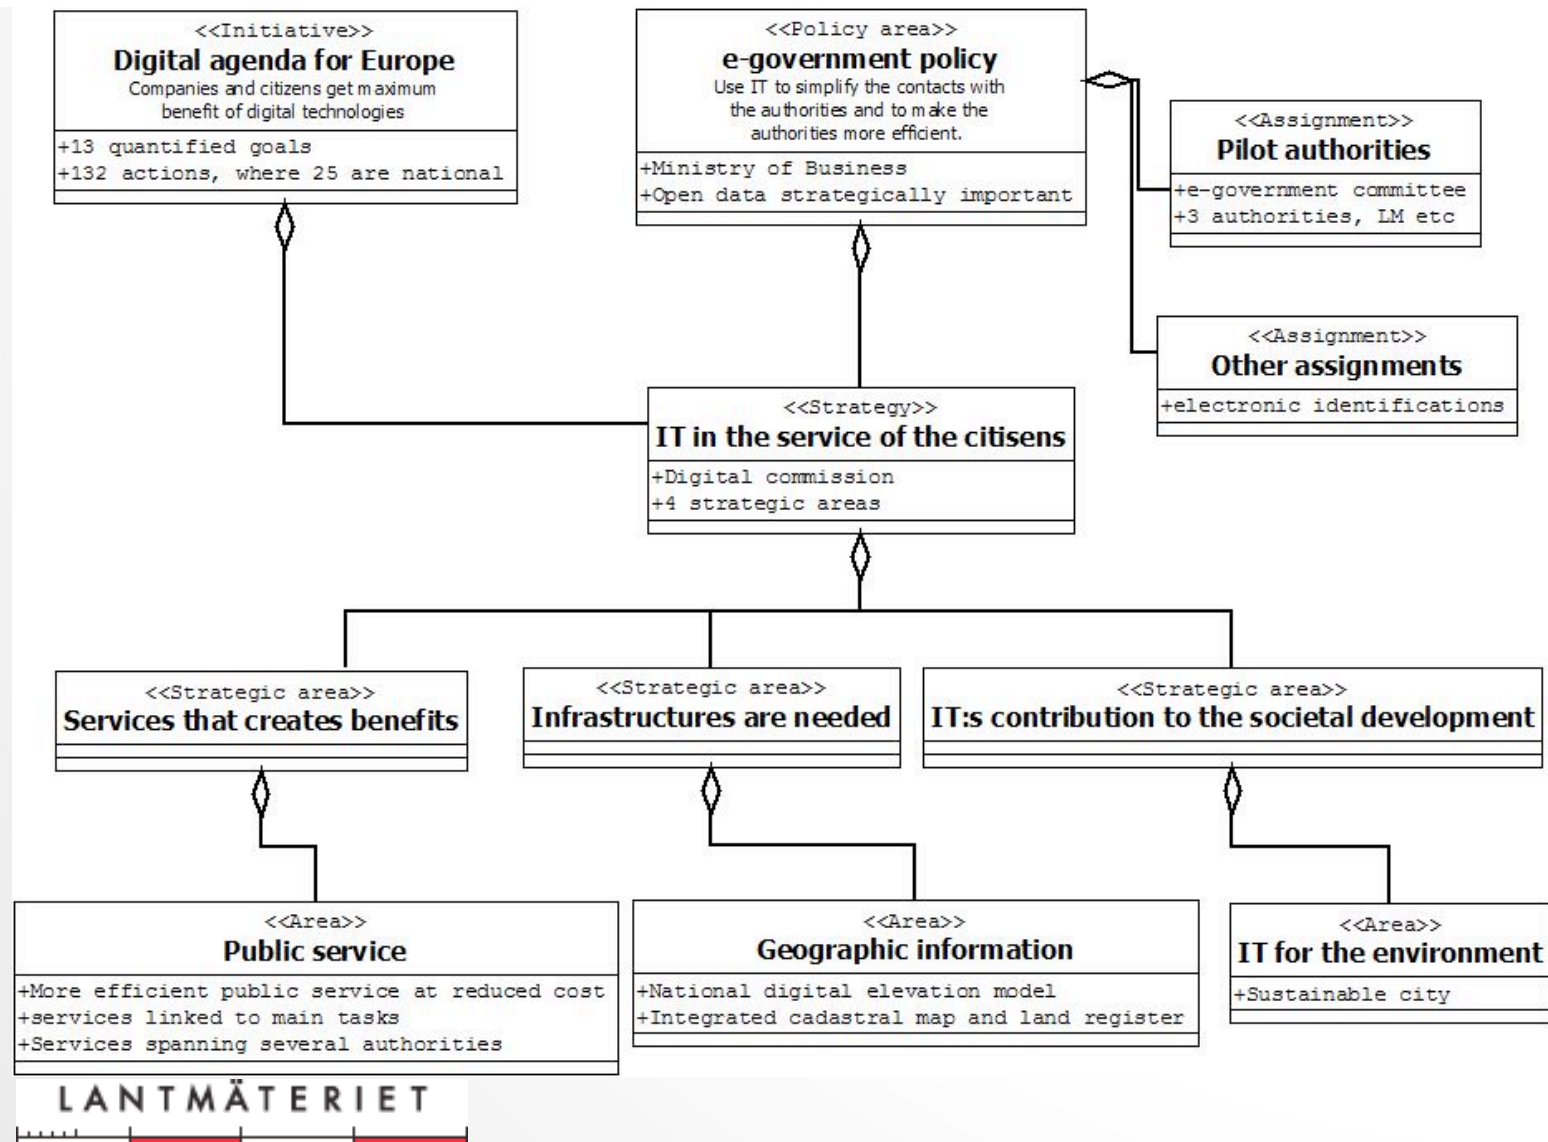 <<Initiative>>
Digital agenda for Europe
Companies and citizens get maximum
benefit of digital technologies
+13 quantified goals
+132 actions, where 25 are national
<<Policy area>>
e-government policy
Use IT to simplify the contacts with
the authorities and to make the
authorities more efficient.
+Ministry of Business
+Open data strategically important
<<Assignment>>
Pilot authorities
+e-government committee
+3 authorities, LM etc
<<Assignment>>
Other assignments
+electronic identifications
<<Strategy>>
IT in the service of the citisens
+Digital commission
+4 strategic areas
<<Strategic area>>
Services that creates benefits
<<Strategic area>>
Infrastructures are needed
<<Strategic area>>
IT:s contribution to the societal development
<<Area>>
Public service
+More efficient public service at reduced cost
+services linked to main tasks
+Services spanning several authorities
<<Area>>
Geographic information
+National digital elevation model
+Integrated cadastral map and land register
<<Area>>
IT for the environment
+Sustainable city
LANTMÄTERIET